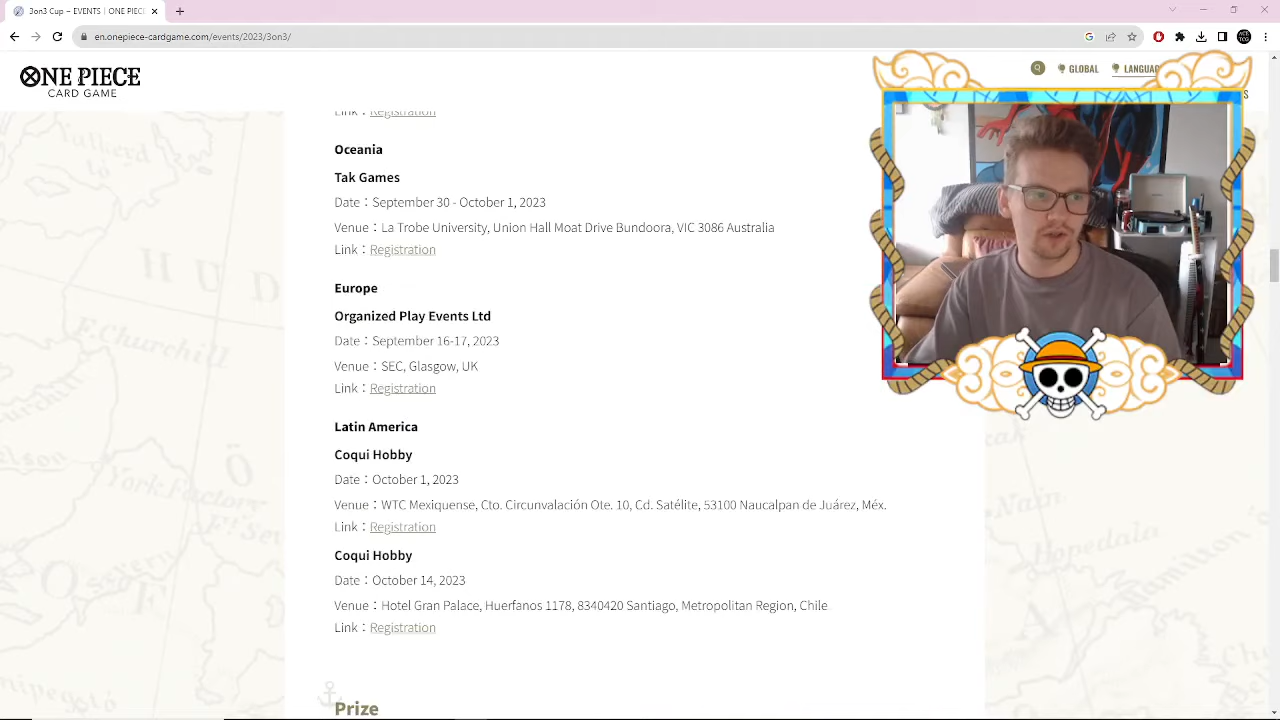 3on3 Cup − EVENTS | ONE PIEC
en.onepiece-cardgame.com/events/2023/3on3/
ONE PIECE
CARD GAME
GLOBAL
LANGUAG
S
Link：Registration
Oceania
Tak Games
Date：September 30 - October 1, 2023
Venue：La Trobe University, Union Hall Moat Drive Bundoora, VIC 3086 Australia
Link：Registration
Europe
Organized Play Events Ltd
Date：September 16-17, 2023
Venue：SEC, Glasgow, UK
Link：Registration
Latin America
Coqui Hobby
Date：October 1, 2023
Venue：WTC Mexiquense, Cto. Circunvalación Ote. 10, Cd. Satélite, 53100 Naucalpan de Juárez, Méx.
Link：Registration
Coqui Hobby
Date：October 14, 2023
Venue：Hotel Gran Palace, Huerfanos 1178, 8340420 Santiago, Metropolitan Region, Chile
Link：Registration
Prize